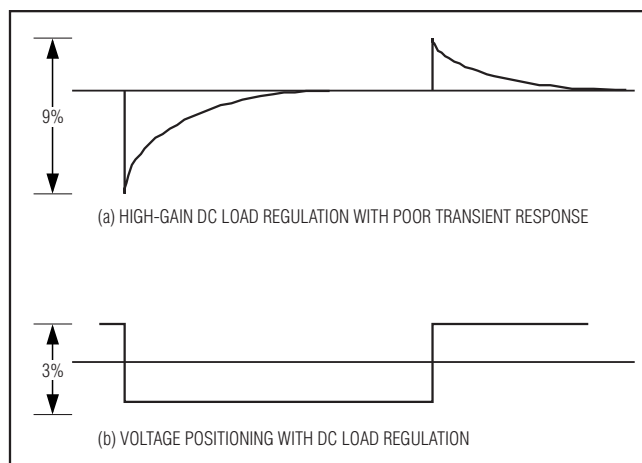 9%
(a) HIGH-GAIN DC LOAD REGULATION WITH POOR TRANSIENT RESPONSE
3%
(b) VOLTAGE POSITIONING WITH DC LOAD REGULATION